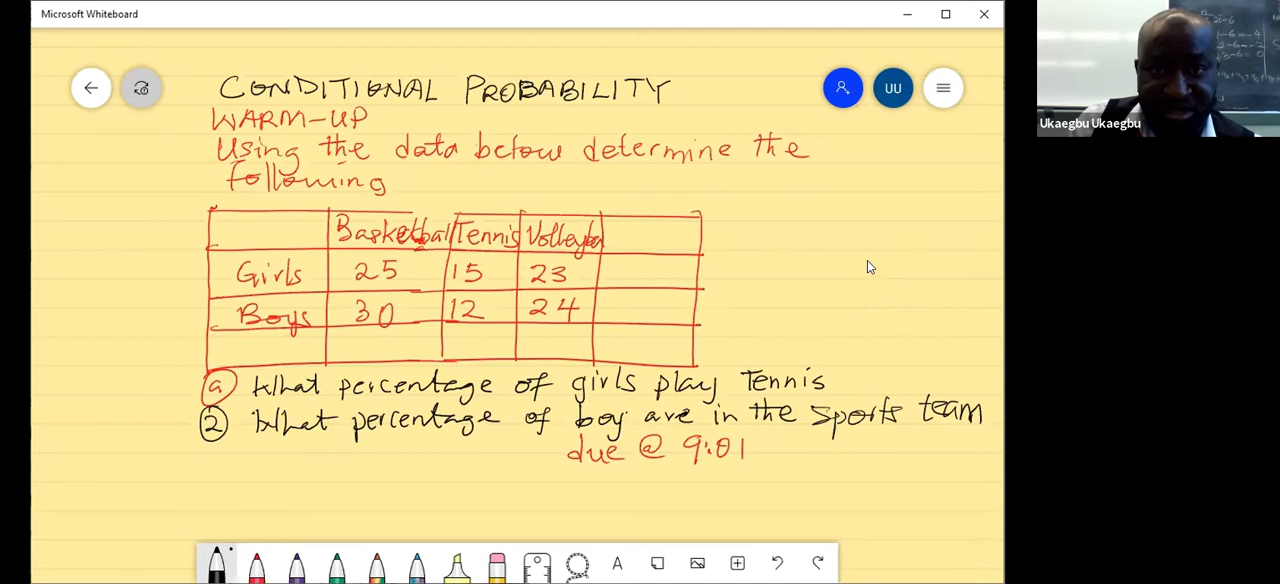 Microsoft Whiteboard
CONDITIONAL PROBABILITY
WARM-UP
Using the data below determine the
following
Basketball Tennis Volleyball
Girls 25 15 23
Boys 30 12 24
a What percentage of girls play Tennis
2 What percentage of boy are in the sports team
due @ 9:01
UU
A
Ukaegbu Ukaegbu